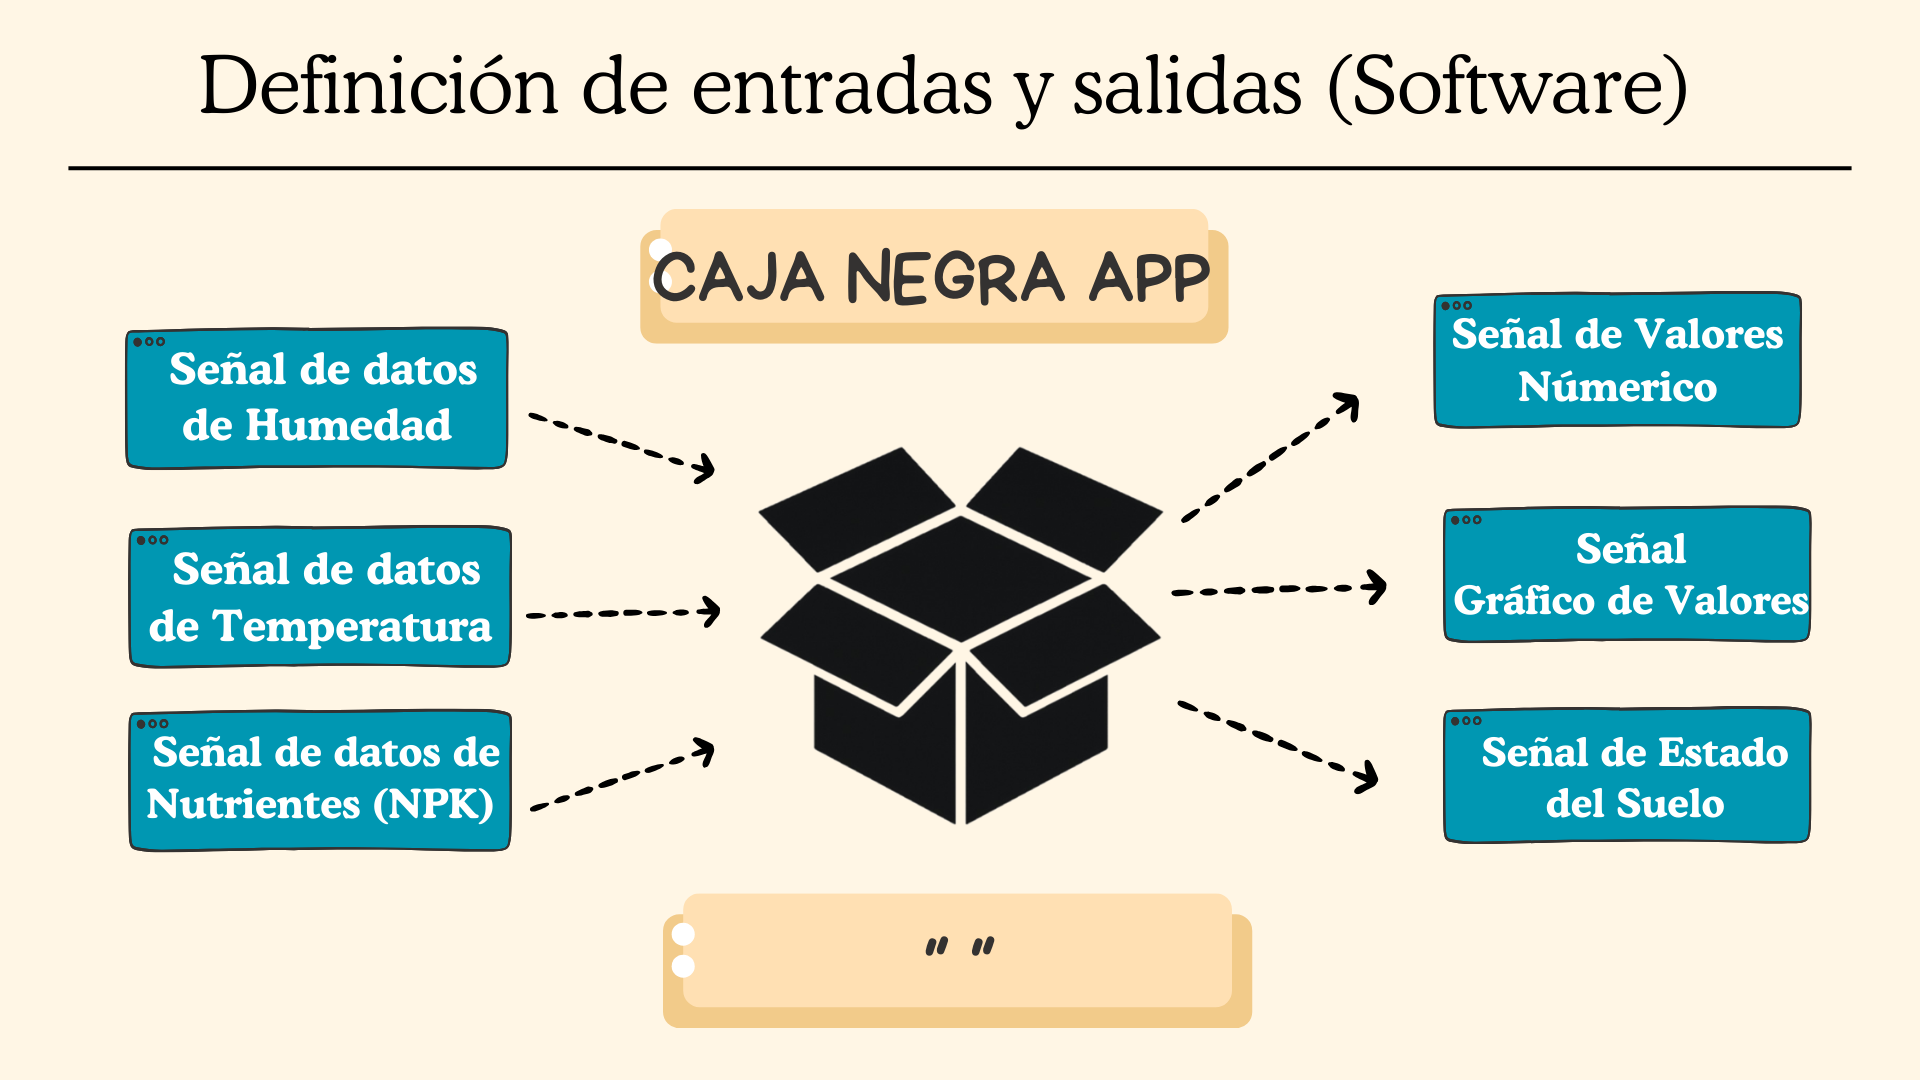 Definición de entradas y salidas (Software)
CAJA NEGRA APP
Señal de datos
de Humedad
Señal de datos
de Temperatura
Señal de datos de
Nutrientes (NPK)
Señal de Valores
Númerico
Señal
Gráfico de Valores
Señal de Estado
del Suelo
" "